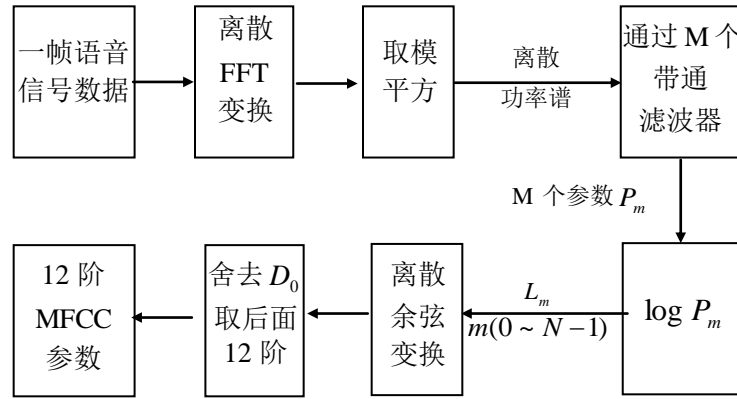 一帧语音
信号数据
离散
FFT
变换
取模
平方
离散
功率谱
通过 M 个
带通
滤波器
M 个参数 P_m
log P_m
L_m
m(0 ~ N −1)
离散
余弦
变换
舍去 D_0
取后面
12 阶
12 阶
MFCC
参数